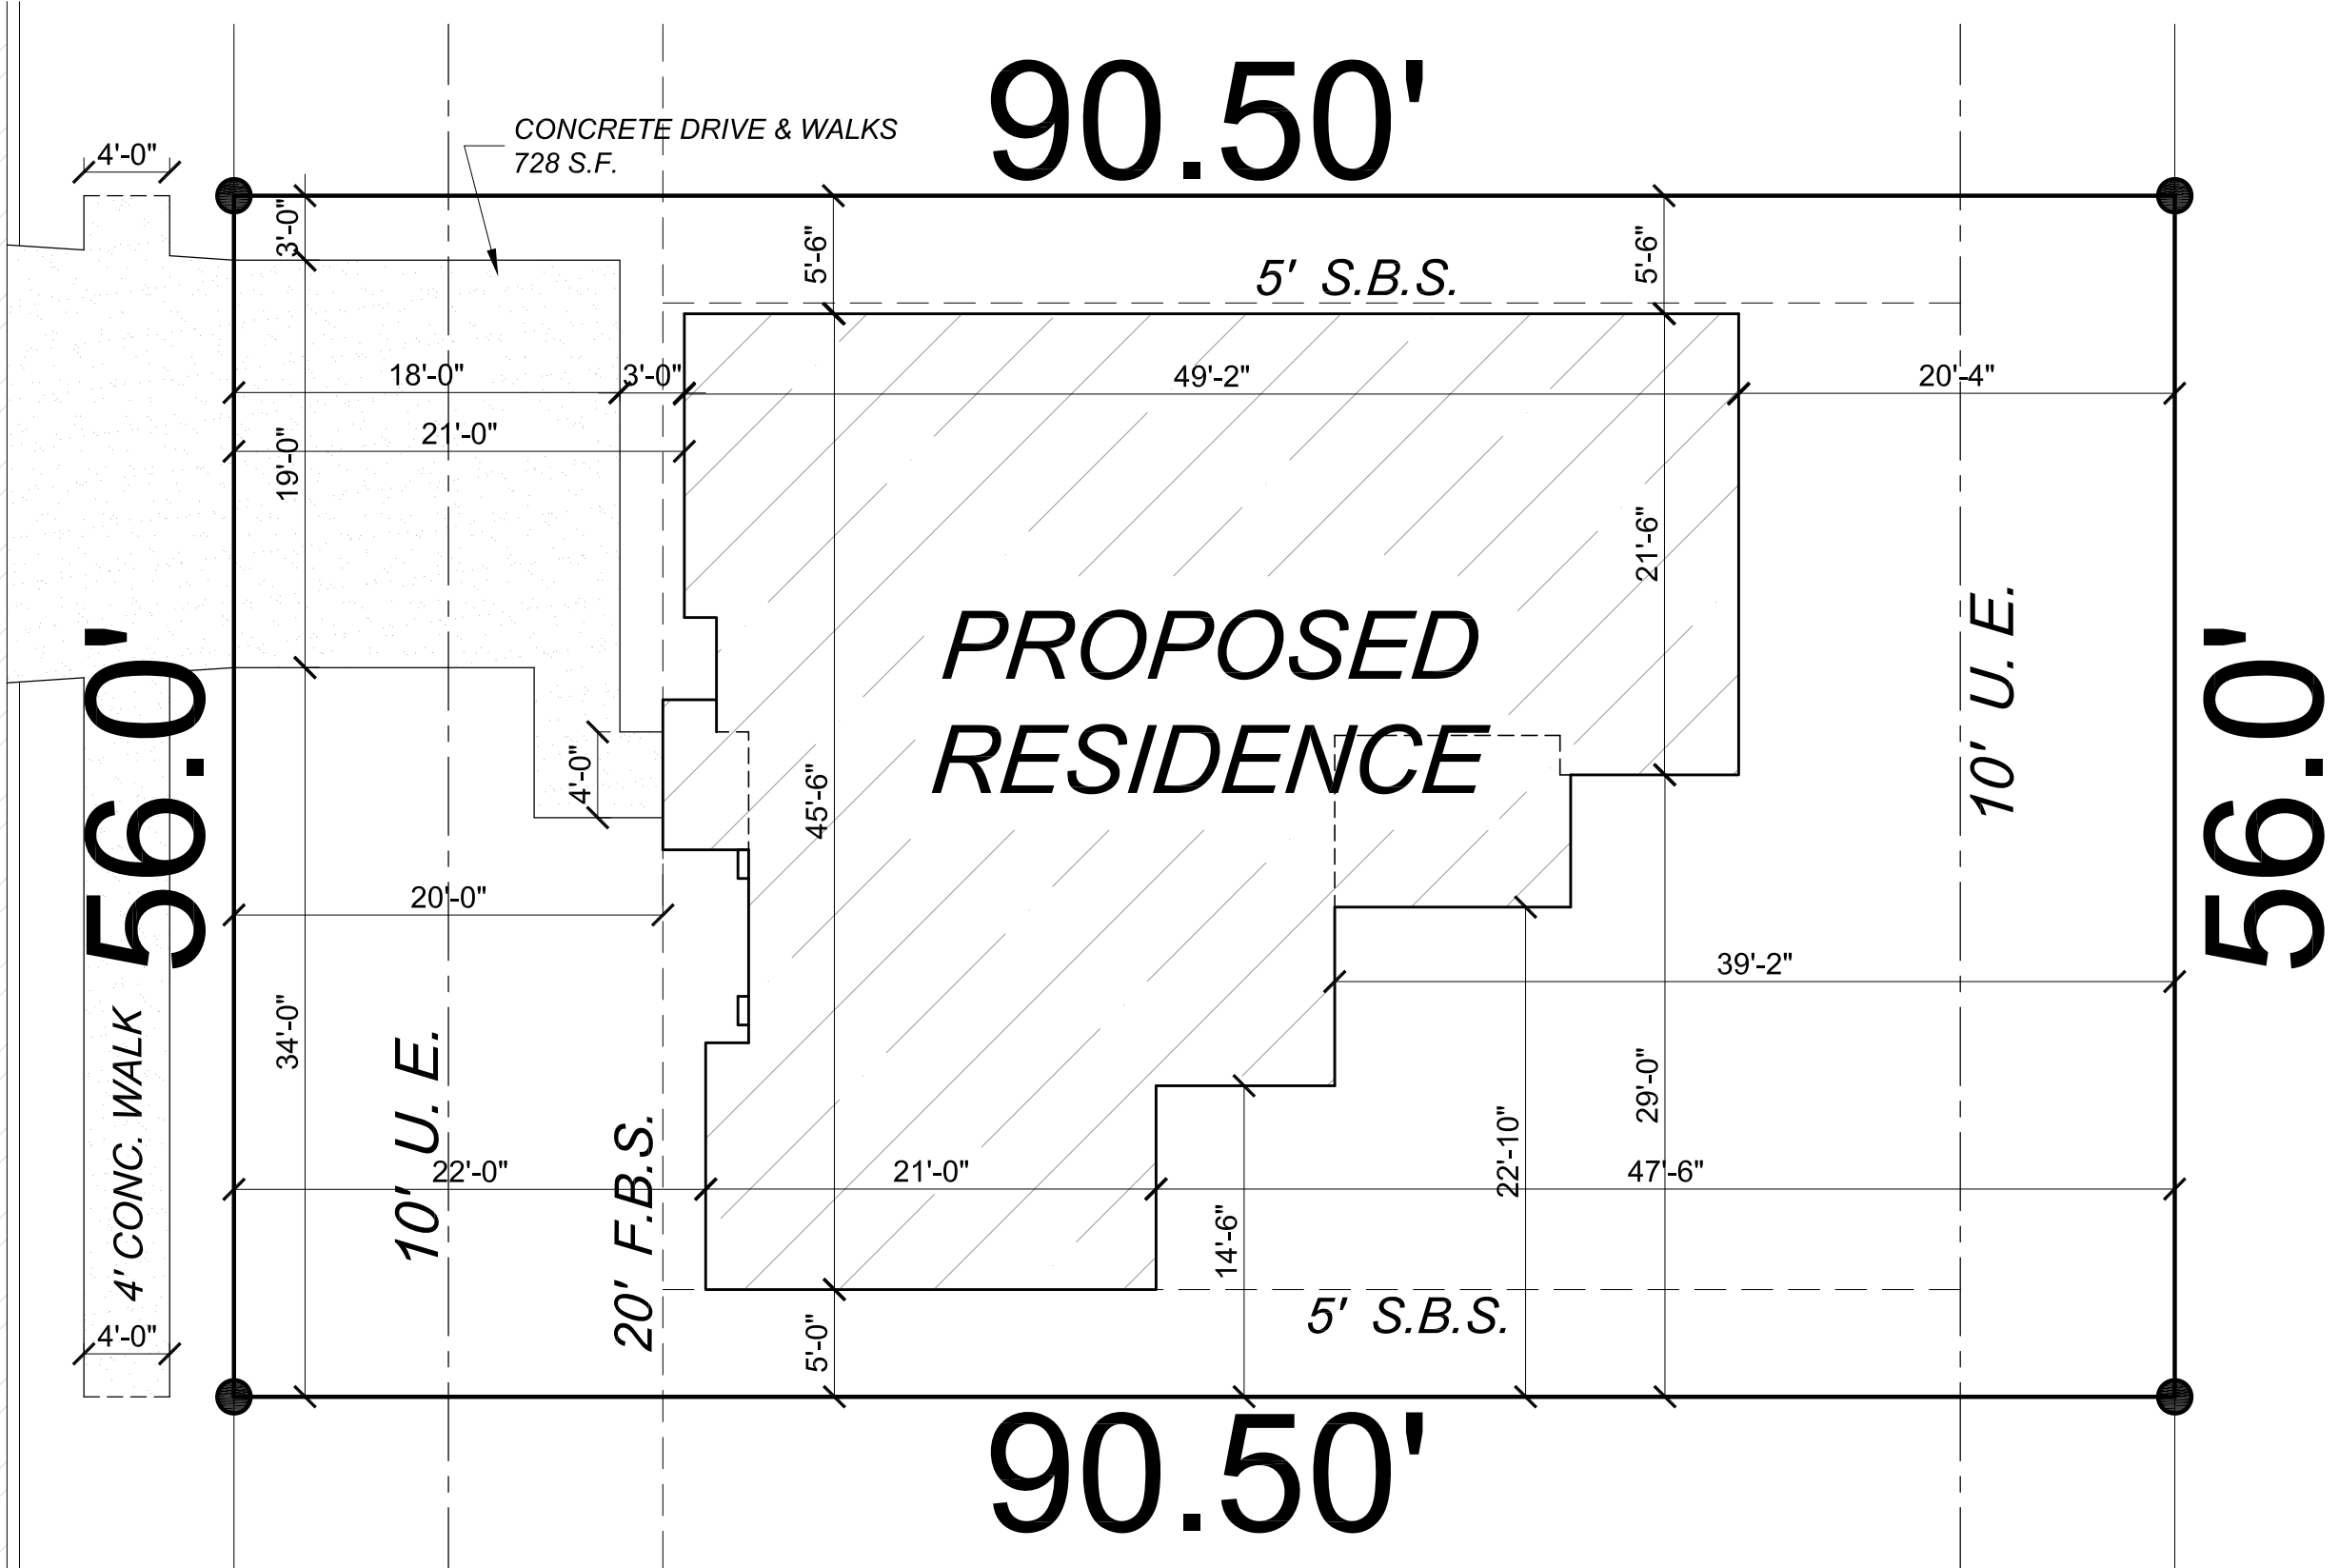 90.50'
CONCRETE DRIVE & WALKS
728 S.F.
4'-0"
3'-0"
5'-6"
5'-6"
5' S.B.S.
18'-0"
3'-0"
49'-2"
20'-4"
21'-0"
19'-0"
21'-6"
PROPOSED
RESIDENCE
10' U. E.
56.0'
56.0'
4'-0"
45'-6"
20'-0"
39'-2"
34'-0"
29'-0"
4' CONC. WALK
10' U. E.
20' F.B.S.
22'-0"
21'-0"
22'-10"
47'-6"
14'-6"
5' S.B.S.
4'-0"
5'-0"
90.50'